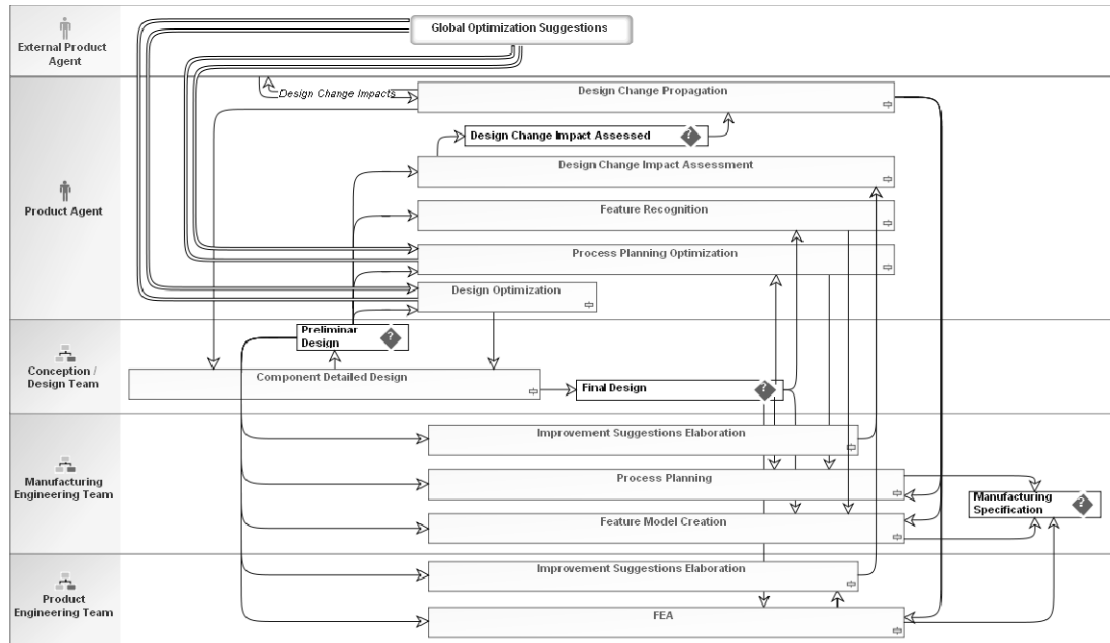 Global Optimization Suggestions
External Product
Agent
Design Change Impacts
Design Change Propagation
Design Change Impact Assessed
Design Change Impact Assessment
Product Agent
Feature Recognition
Process Planning Optimization
Design Optimization
Preliminar
Design
Conception /
Design Team
Component Detailed Design
Final Design
Improvement Suggestions Elaboration
Manufacturing
Engineering Team
Process Planning
Manufacturing
Specification
Feature Model Creation
Improvement Suggestions Elaboration
Product
Engineering Team
FEA